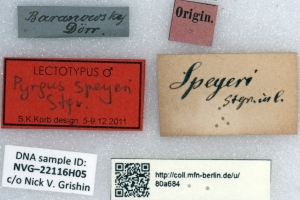 Baranowsky
Dörr.
Origin.
LECTOTYPUS ♂
Pyrgus speyeri
Stgr.
S.K.Korb design. 5-9.12 2011
Speyeri
Stgr. i. l.
DNA sample ID:
NVG-22116H05
c/o Nick V. Grishin
http://coll.mfn-berlin.de/u/
80a684